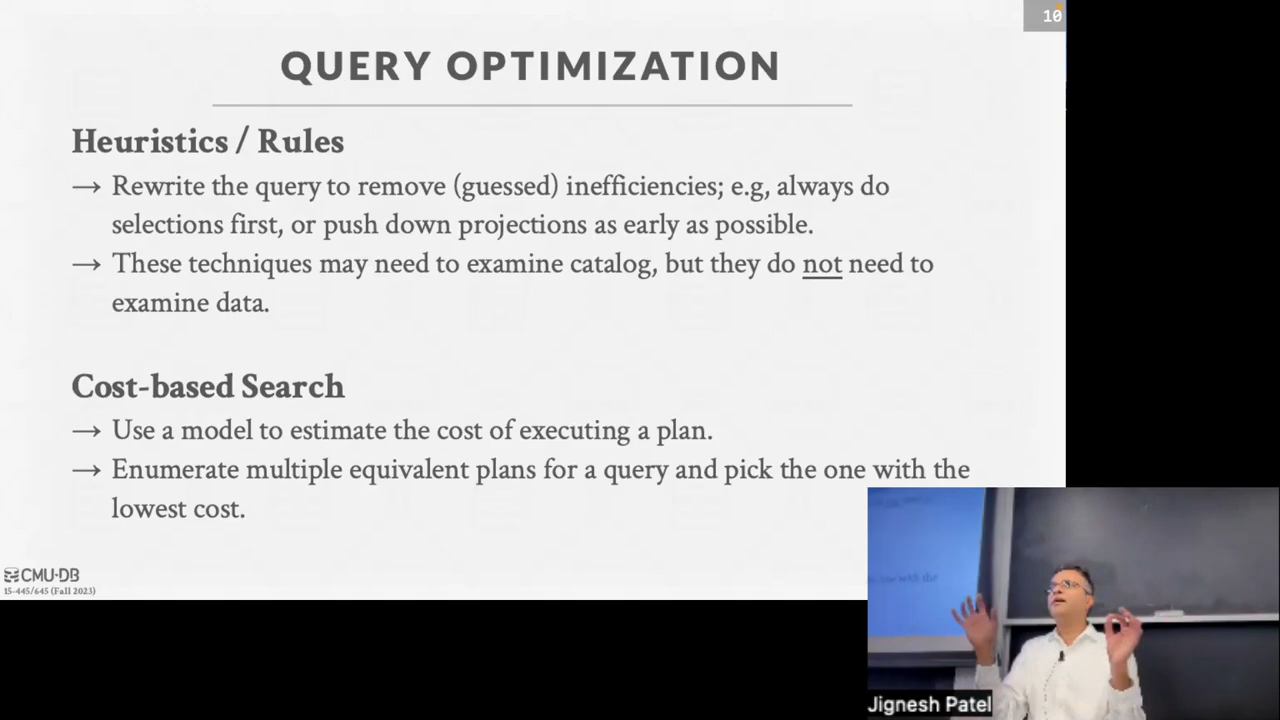 10
QUERY OPTIMIZATION
Heuristics / Rules
→ Rewrite the query to remove (guessed) inefficiencies; e.g, always do
selections first, or push down projections as early as possible.
→ These techniques may need to examine catalog, but they do not need to
examine data.
Cost-based Search
→ Use a model to estimate the cost of executing a plan.
→ Enumerate multiple equivalent plans for a query and pick the one with the
lowest cost.
CMU·DB
15-445/645 (Fall 2023)
Jignesh Patel